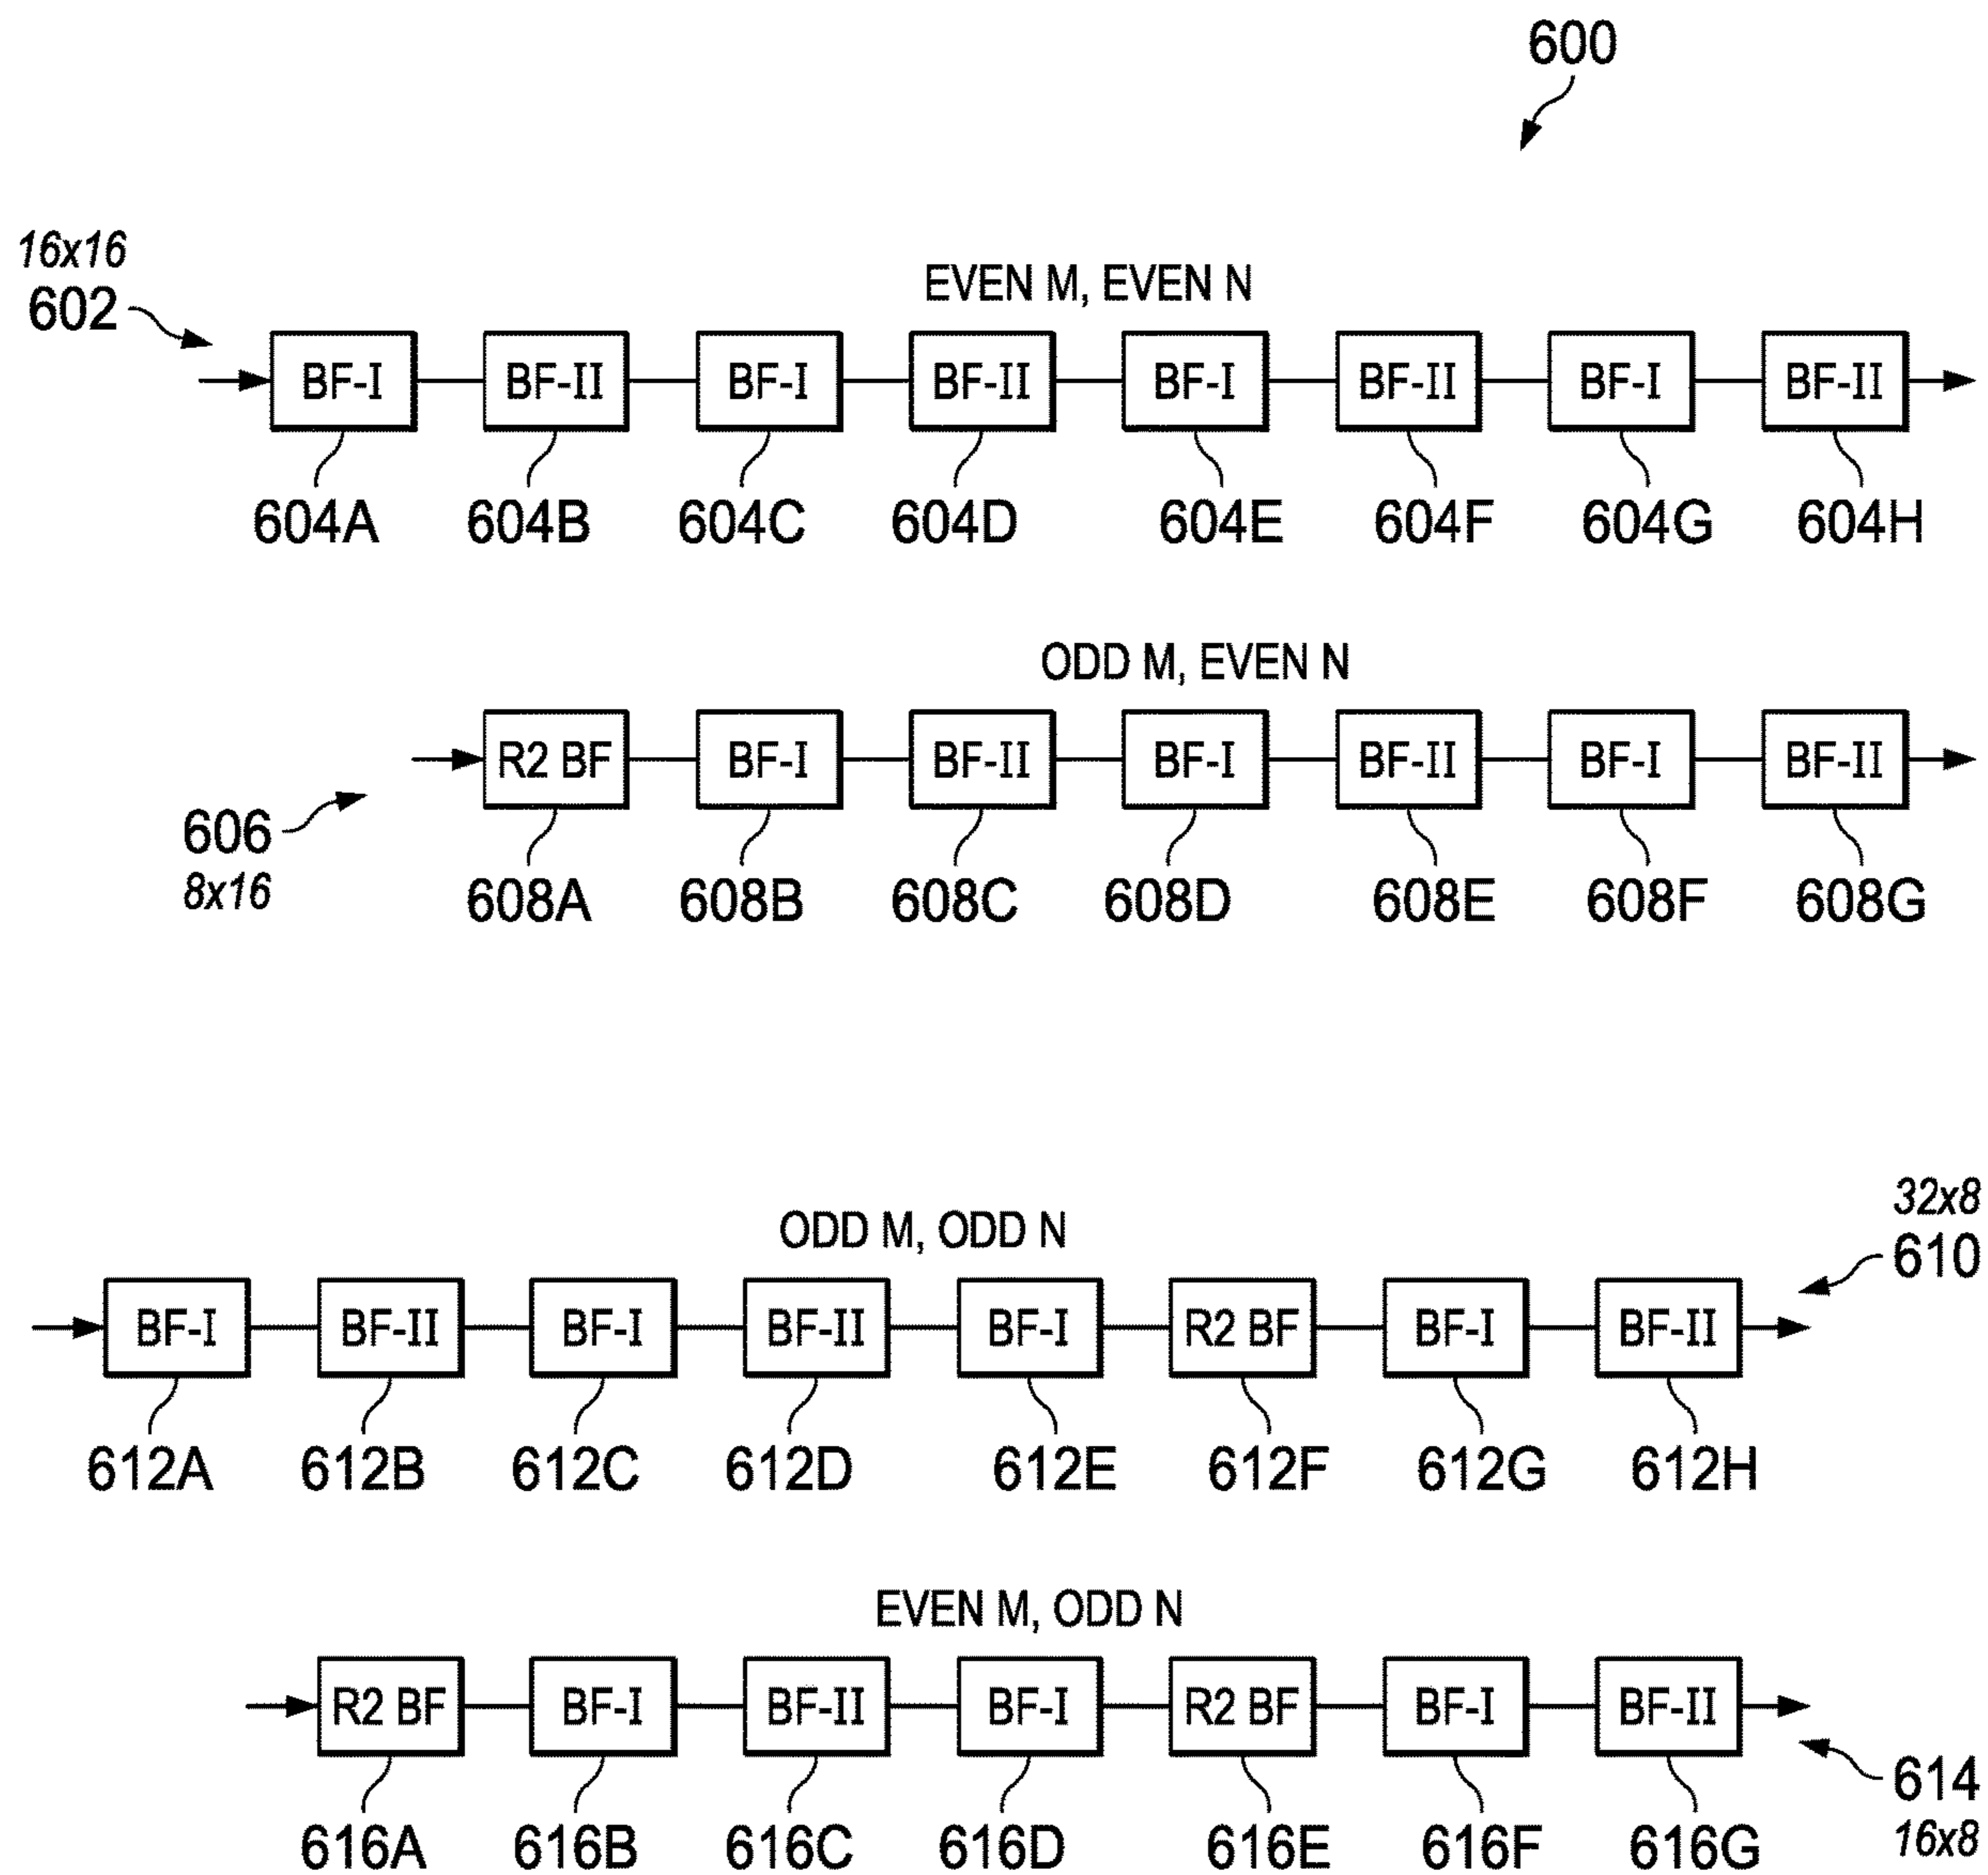 600
16x16
602
EVEN M, EVEN N
BF-I BF-II BF-I BF-II BF-I BF-II BF-I BF-II
604A 604B 604C 604D 604E 604F 604G 604H
ODD M, EVEN N
R2 BF BF-I BF-II BF-I BF-II BF-I BF-II
606
8x16
608A 608B 608C 608D 608E 608F 608G
ODD M, ODD N
32x8
610
BF-I BF-II BF-I BF-II BF-I R2 BF BF-I BF-II
612A 612B 612C 612D 612E 612F 612G 612H
EVEN M, ODD N
R2 BF BF-I BF-II BF-I R2 BF BF-I BF-II
614
16x8
616A 616B 616C 616D 616E 616F 616G